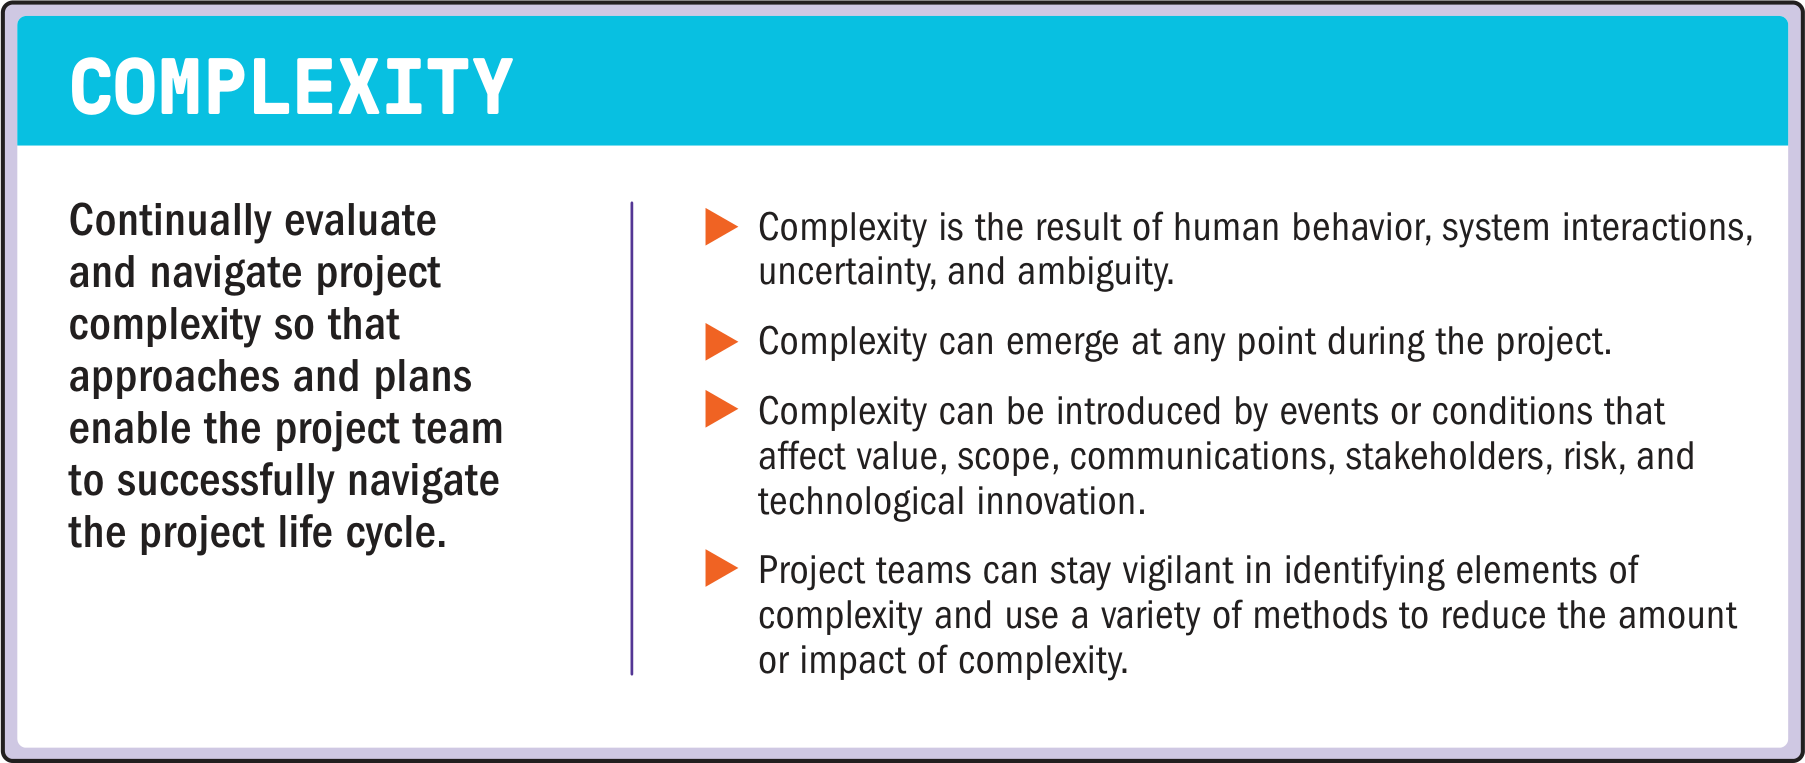 COMPLEXITY
Continually evaluate
and navigate project
complexity so that
approaches and plans
enable the project team
to successfully navigate
the project life cycle.
Complexity is the result of human behavior, system interactions,
uncertainty, and ambiguity.
Complexity can emerge at any point during the project.
Complexity can be introduced by events or conditions that
affect value, scope, communications, stakeholders, risk, and
technological innovation.
Project teams can stay vigilant in identifying elements of
complexity and use a variety of methods to reduce the amount
or impact of complexity.